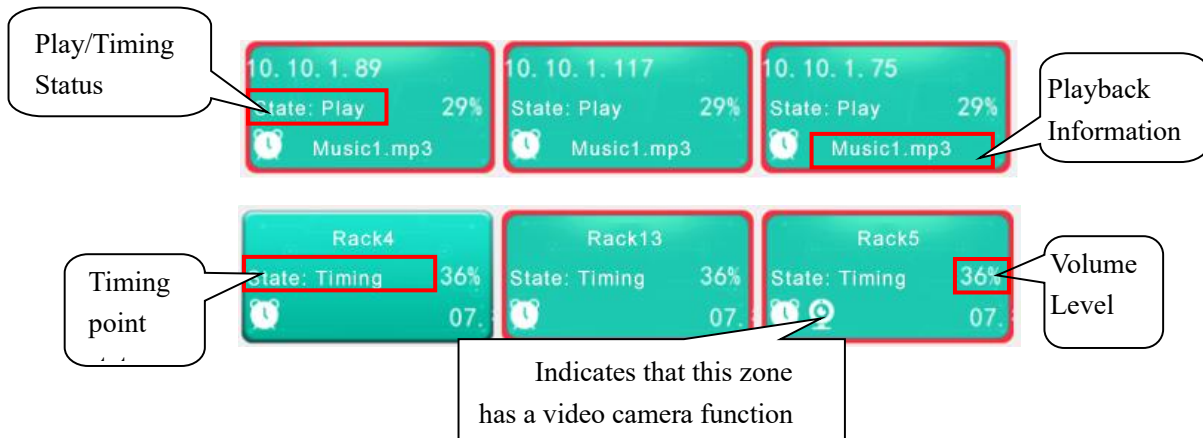 Play/Timing
Status
10. 10. 1. 89
State: Play 29%
Music1.mp3
10. 10. 1. 117
State: Play 29%
Music1.mp3
10. 10. 1. 75
State: Play 29%
Music1.mp3
Playback
Information
Timing
point
Rack4
State: Timing 36%
07.
Rack13
State: Timing 36%
07.
Rack5
State: Timing 36%
07.
Volume
Level
Indicates that this zone
has a video camera function